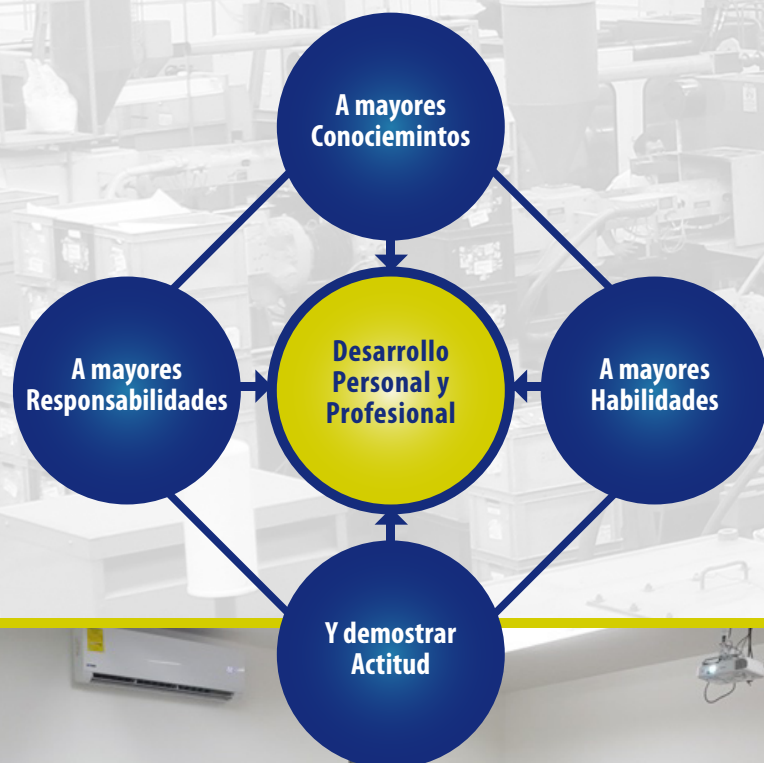 A mayores
Conociemintos
A mayores
Responsabilidades
Desarrollo
Personal y
Profesional
A mayores
Habilidades
Y demostrar
Actitud